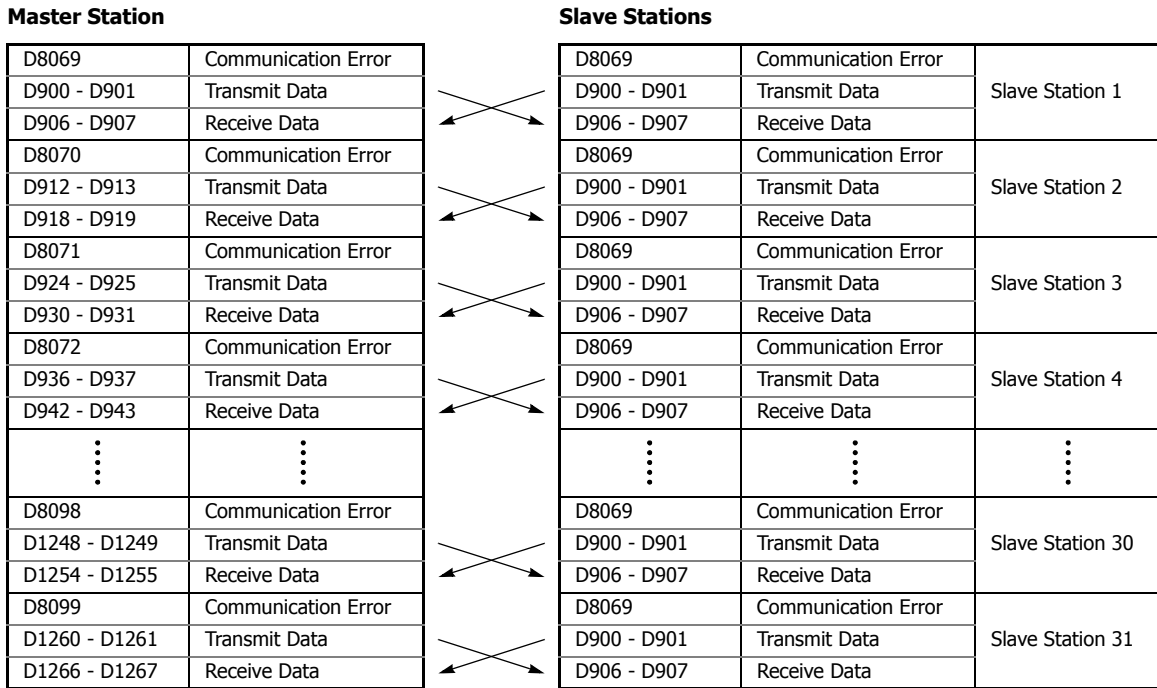 Master Station
Slave Stations
D8069 Communication Error D8069 Communication Error
D900 - D901 Transmit Data D900 - D901 Transmit Data Slave Station 1
D906 - D907 Receive Data D906 - D907 Receive Data
D8070 Communication Error D8069 Communication Error
D912 - D913 Transmit Data D900 - D901 Transmit Data Slave Station 2
D918 - D919 Receive Data D906 - D907 Receive Data
D8071 Communication Error D8069 Communication Error
D924 - D925 Transmit Data D900 - D901 Transmit Data Slave Station 3
D930 - D931 Receive Data D906 - D907 Receive Data
D8072 Communication Error D8069 Communication Error
D936 - D937 Transmit Data D900 - D901 Transmit Data Slave Station 4
D942 - D943 Receive Data D906 - D907 Receive Data
D8098 Communication Error D8069 Communication Error
D1248 - D1249 Transmit Data D900 - D901 Transmit Data Slave Station 30
D1254 - D1255 Receive Data D906 - D907 Receive Data
D8099 Communication Error D8069 Communication Error
D1260 - D1261 Transmit Data D900 - D901 Transmit Data Slave Station 31
D1266 - D1267 Receive Data D906 - D907 Receive Data